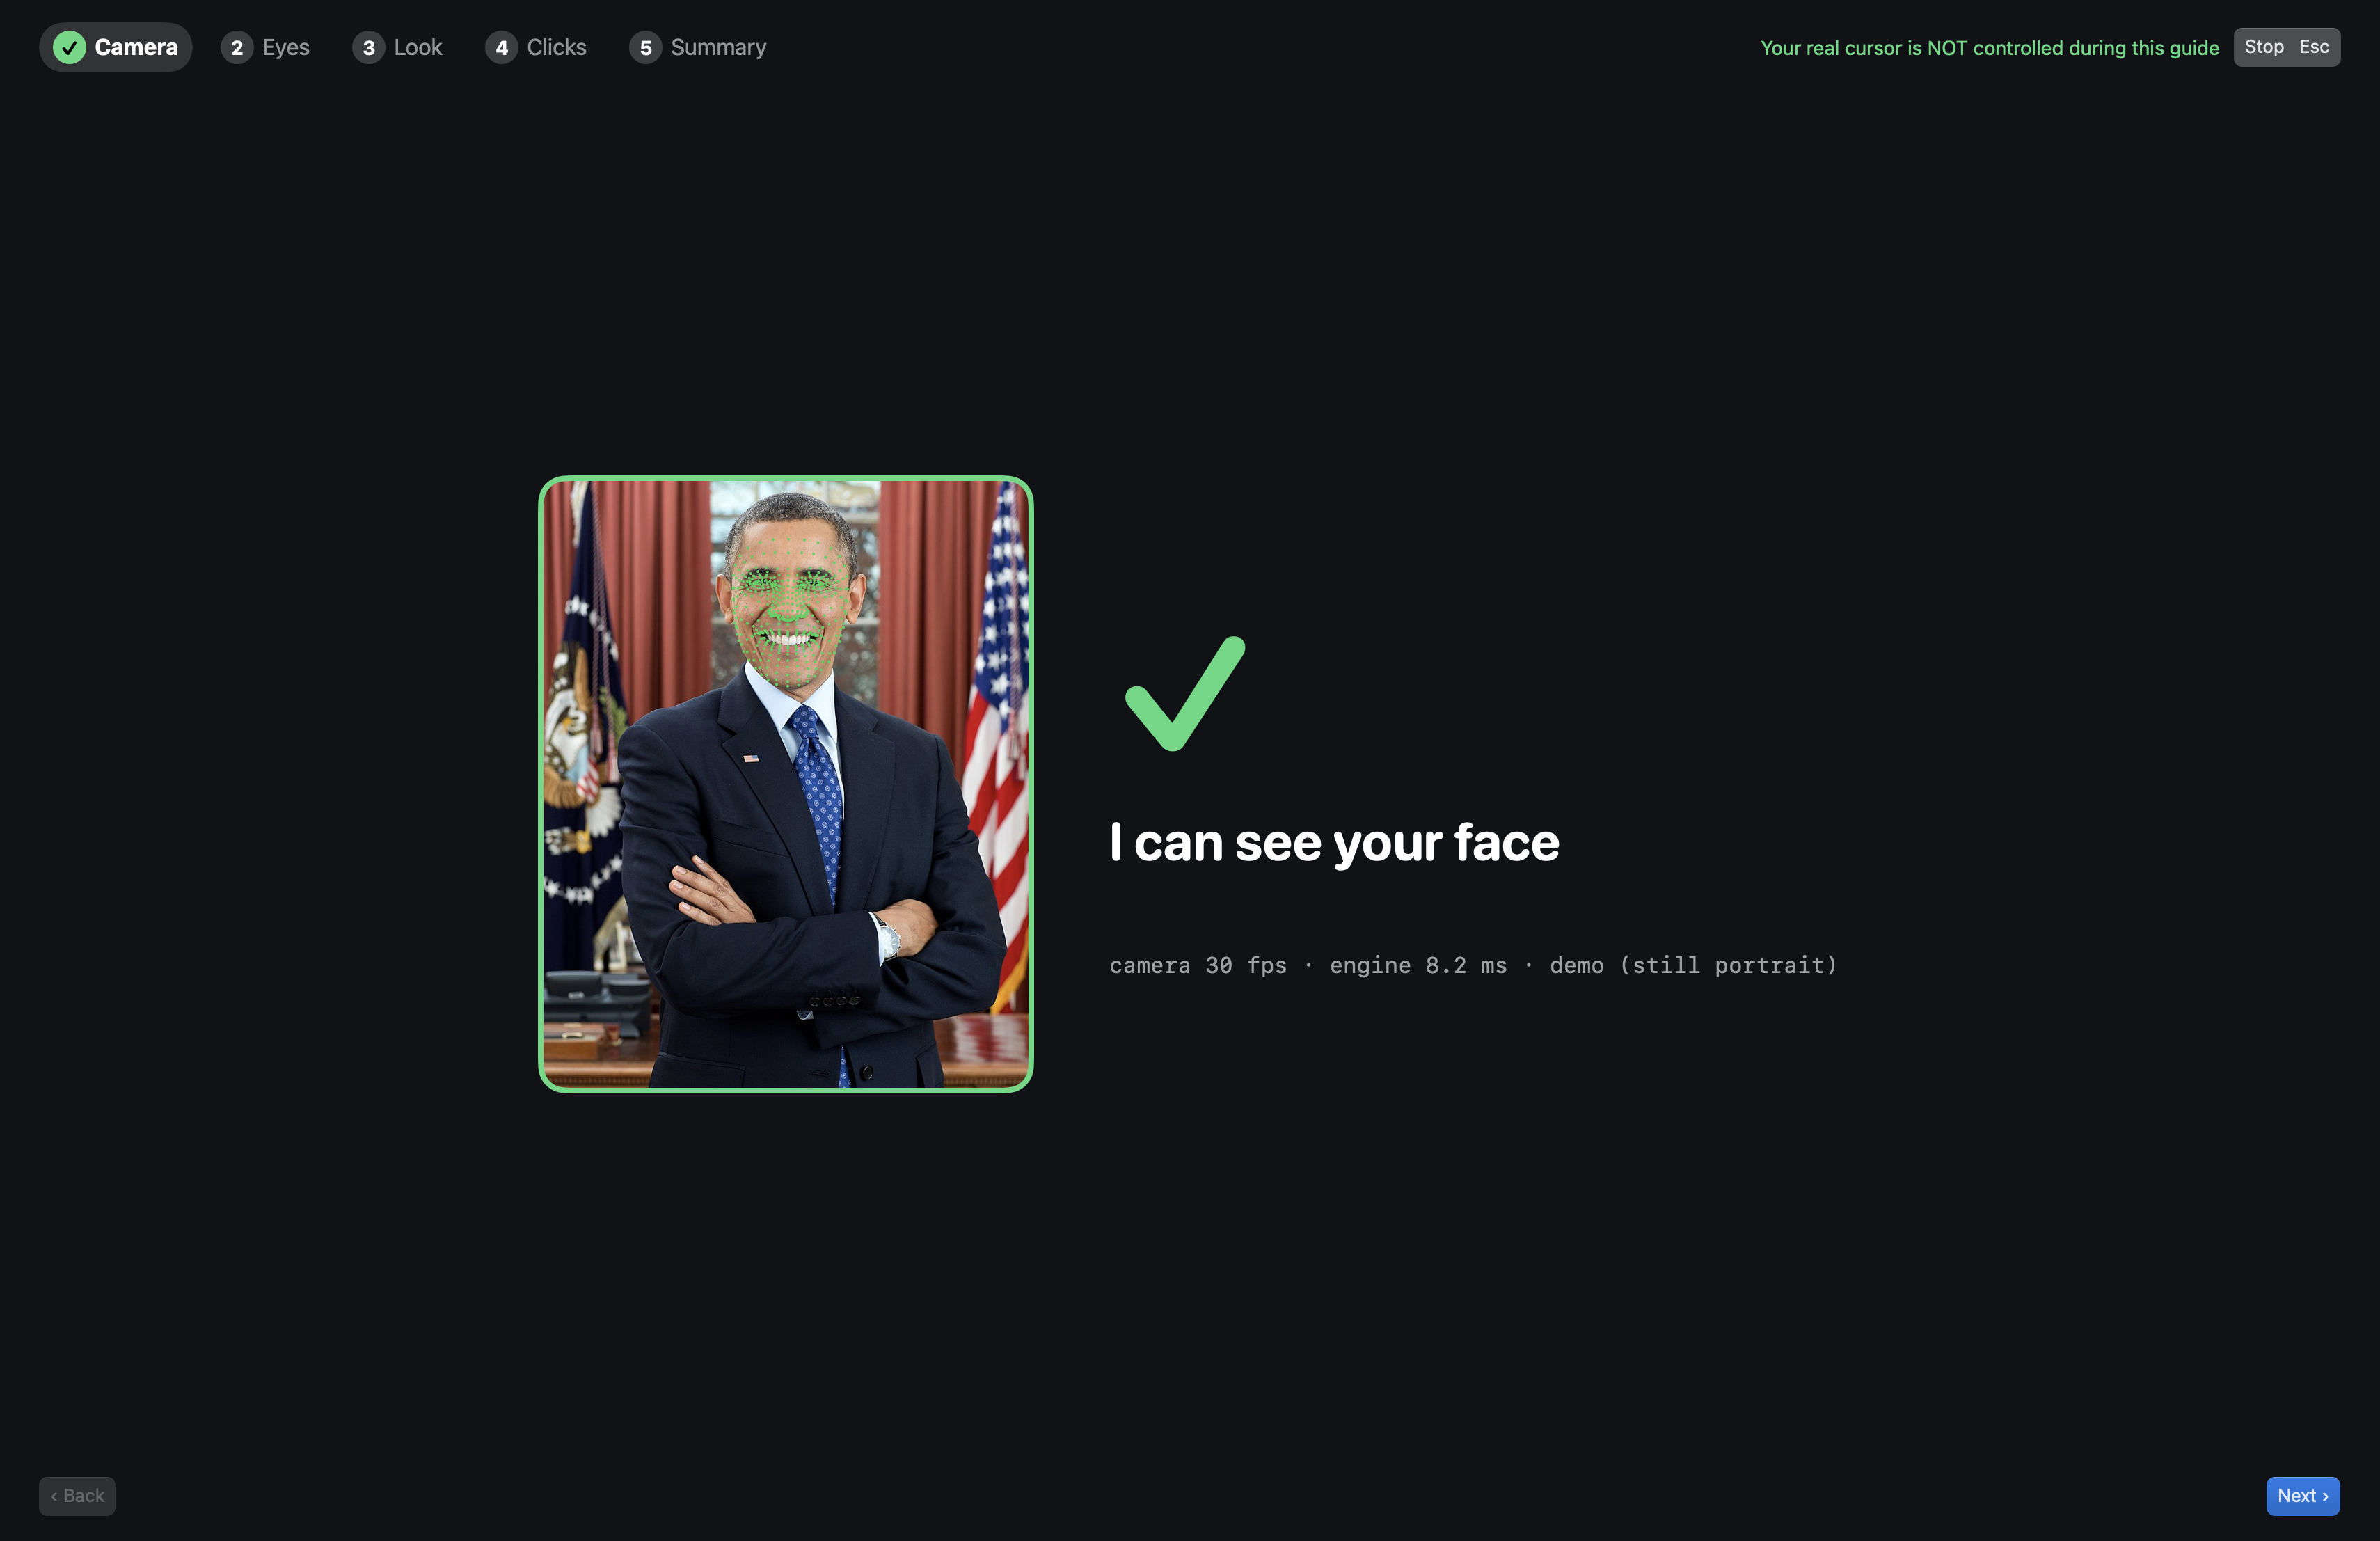 Camera
2 Eyes
3 Look
4 Clicks
5 Summary
Your real cursor is NOT controlled during this guide
Stop Esc
I can see your face
camera 30 fps · engine 8.2 ms · demo (still portrait)
‹ Back
Next ›